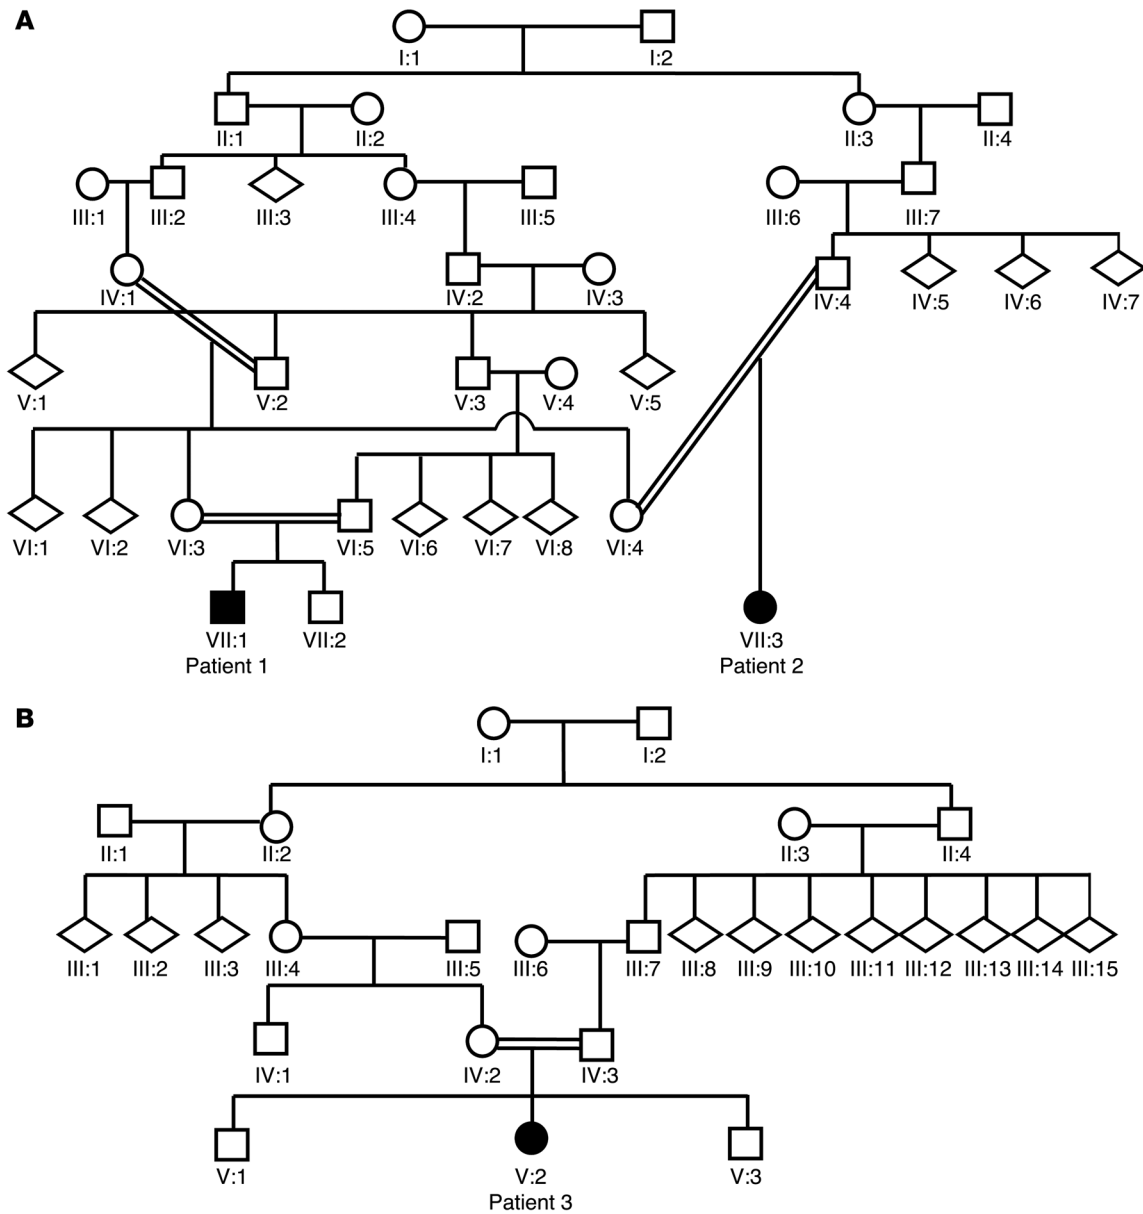 A
I:1 I:2
II:1 II:2 II:3 II:4
III:1 III:2 III:3 III:4 III:5 III:6 III:7
IV:1 IV:2 IV:3 IV:4 IV:5 IV:6 IV:7
V:1 V:2 V:3 V:4 V:5
VI:1 VI:2 VI:3 VI:5 VI:6 VI:7 VI:8 VI:4
VII:1 VII:2 VII:3
Patient 1 Patient 2
B
I:1 I:2
II:1 II:2 II:3 II:4
III:1 III:2 III:3 III:4 III:5 III:6 III:7 III:8 III:9 III:10 III:11 III:12 III:13 III:14 III:15
IV:1 IV:2 IV:3
V:1 V:2 V:3
Patient 3